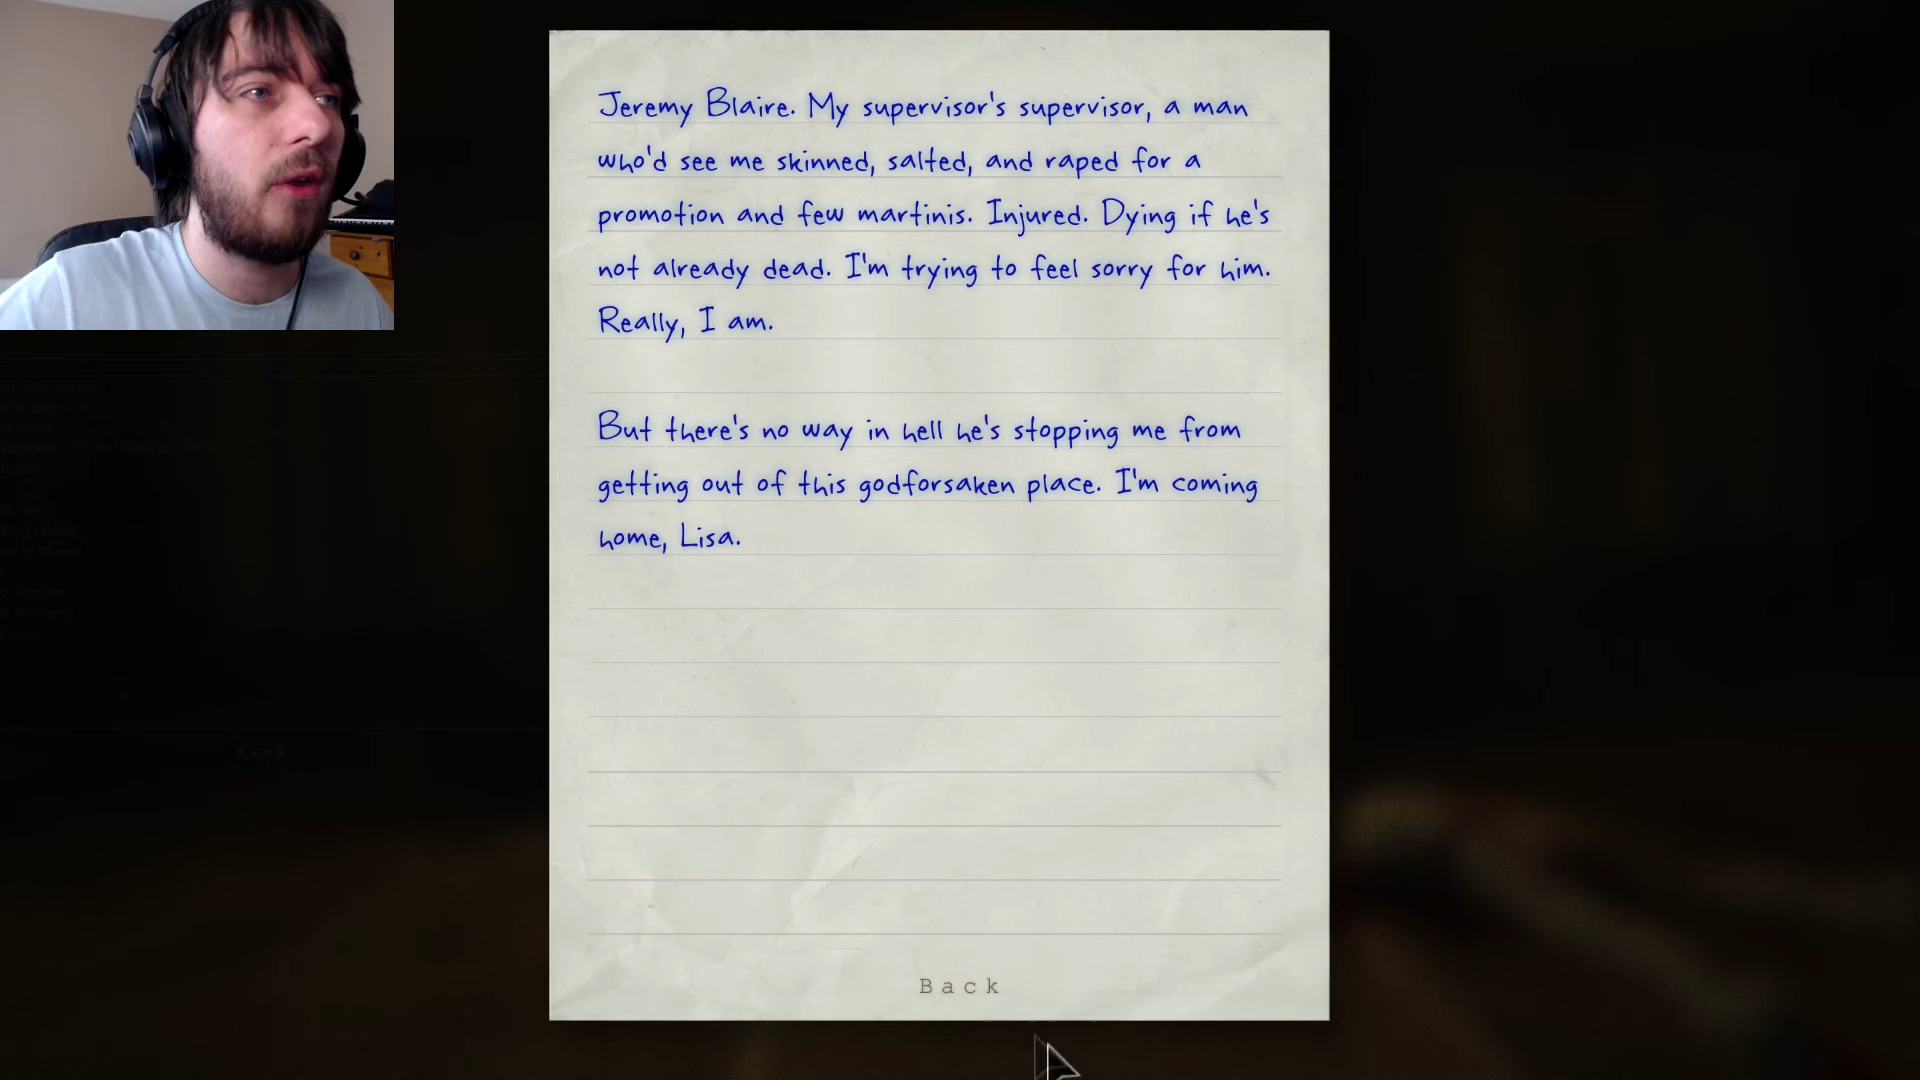 Jeremy Blaire. My supervisor's supervisor, a man
who'd see me skinned, salted, and raped for a
promotion and few martinis. Injured. Dying if he's
not already dead. I'm trying to feel sorry for him.
Really, I am.
But there's no way in hell he's stopping me from
getting out of this godforsaken place. I'm coming
home, Lisa.
Back
Back